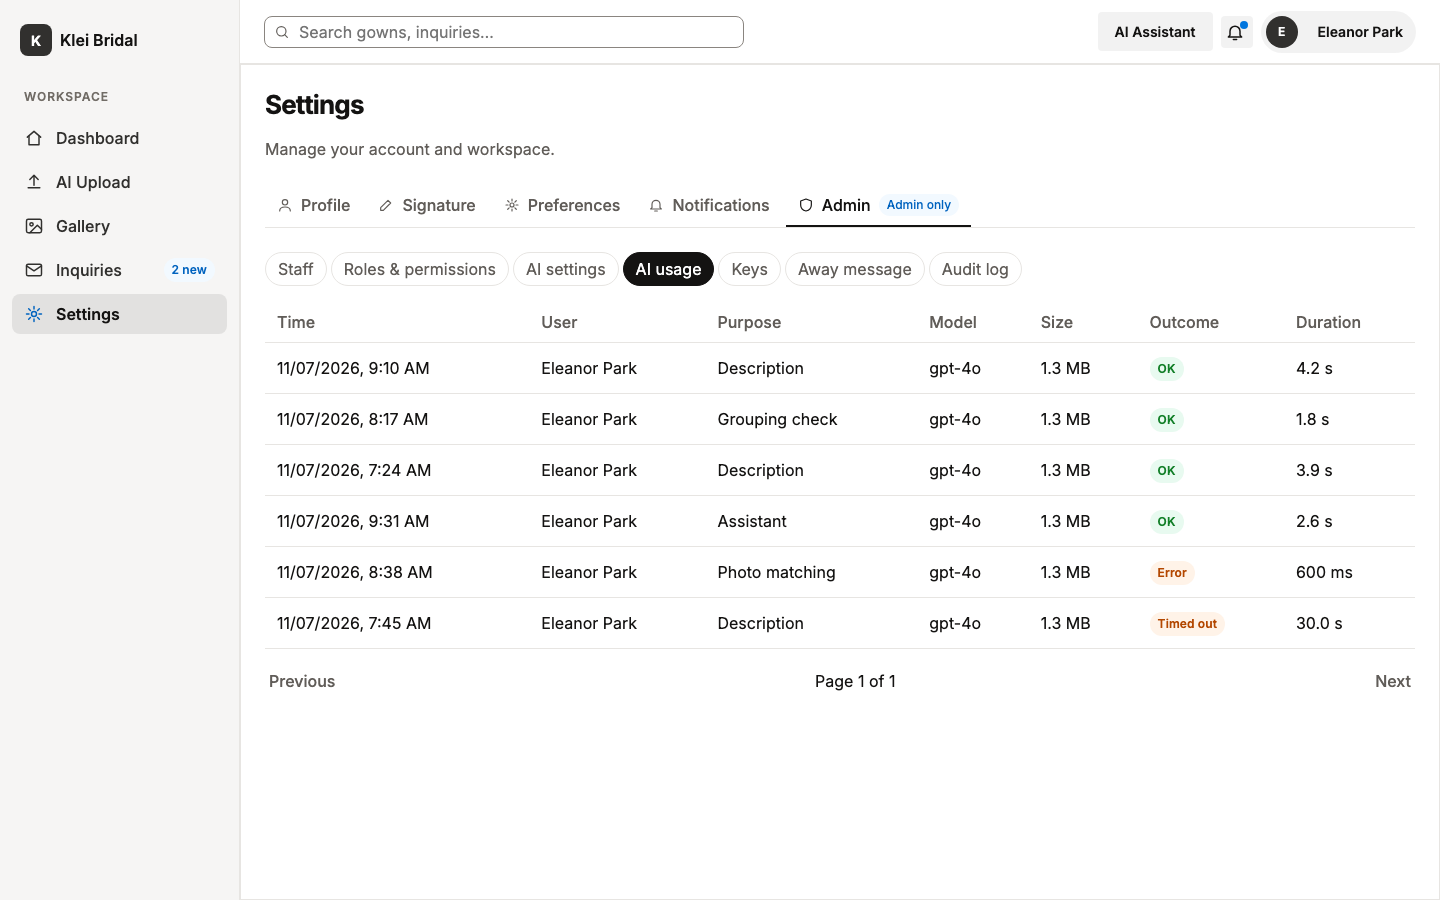 K Klei Bridal
WORKSPACE
Dashboard
AI Upload
Gallery
Inquiries 2 new
Settings
Search gowns, inquiries...
AI Assistant
E Eleanor Park
Settings
Manage your account and workspace.
Profile Signature Preferences Notifications Admin Admin only
Staff Roles & permissions AI settings AI usage Keys Away message Audit log
Time User Purpose Model Size Outcome Duration
11/07/2026, 9:10 AM Eleanor Park Description gpt-4o 1.3 MB OK 4.2 s
11/07/2026, 8:17 AM Eleanor Park Grouping check gpt-4o 1.3 MB OK 1.8 s
11/07/2026, 7:24 AM Eleanor Park Description gpt-4o 1.3 MB OK 3.9 s
11/07/2026, 9:31 AM Eleanor Park Assistant gpt-4o 1.3 MB OK 2.6 s
11/07/2026, 8:38 AM Eleanor Park Photo matching gpt-4o 1.3 MB Error 600 ms
11/07/2026, 7:45 AM Eleanor Park Description gpt-4o 1.3 MB Timed out 30.0 s
Previous Page 1 of 1 Next